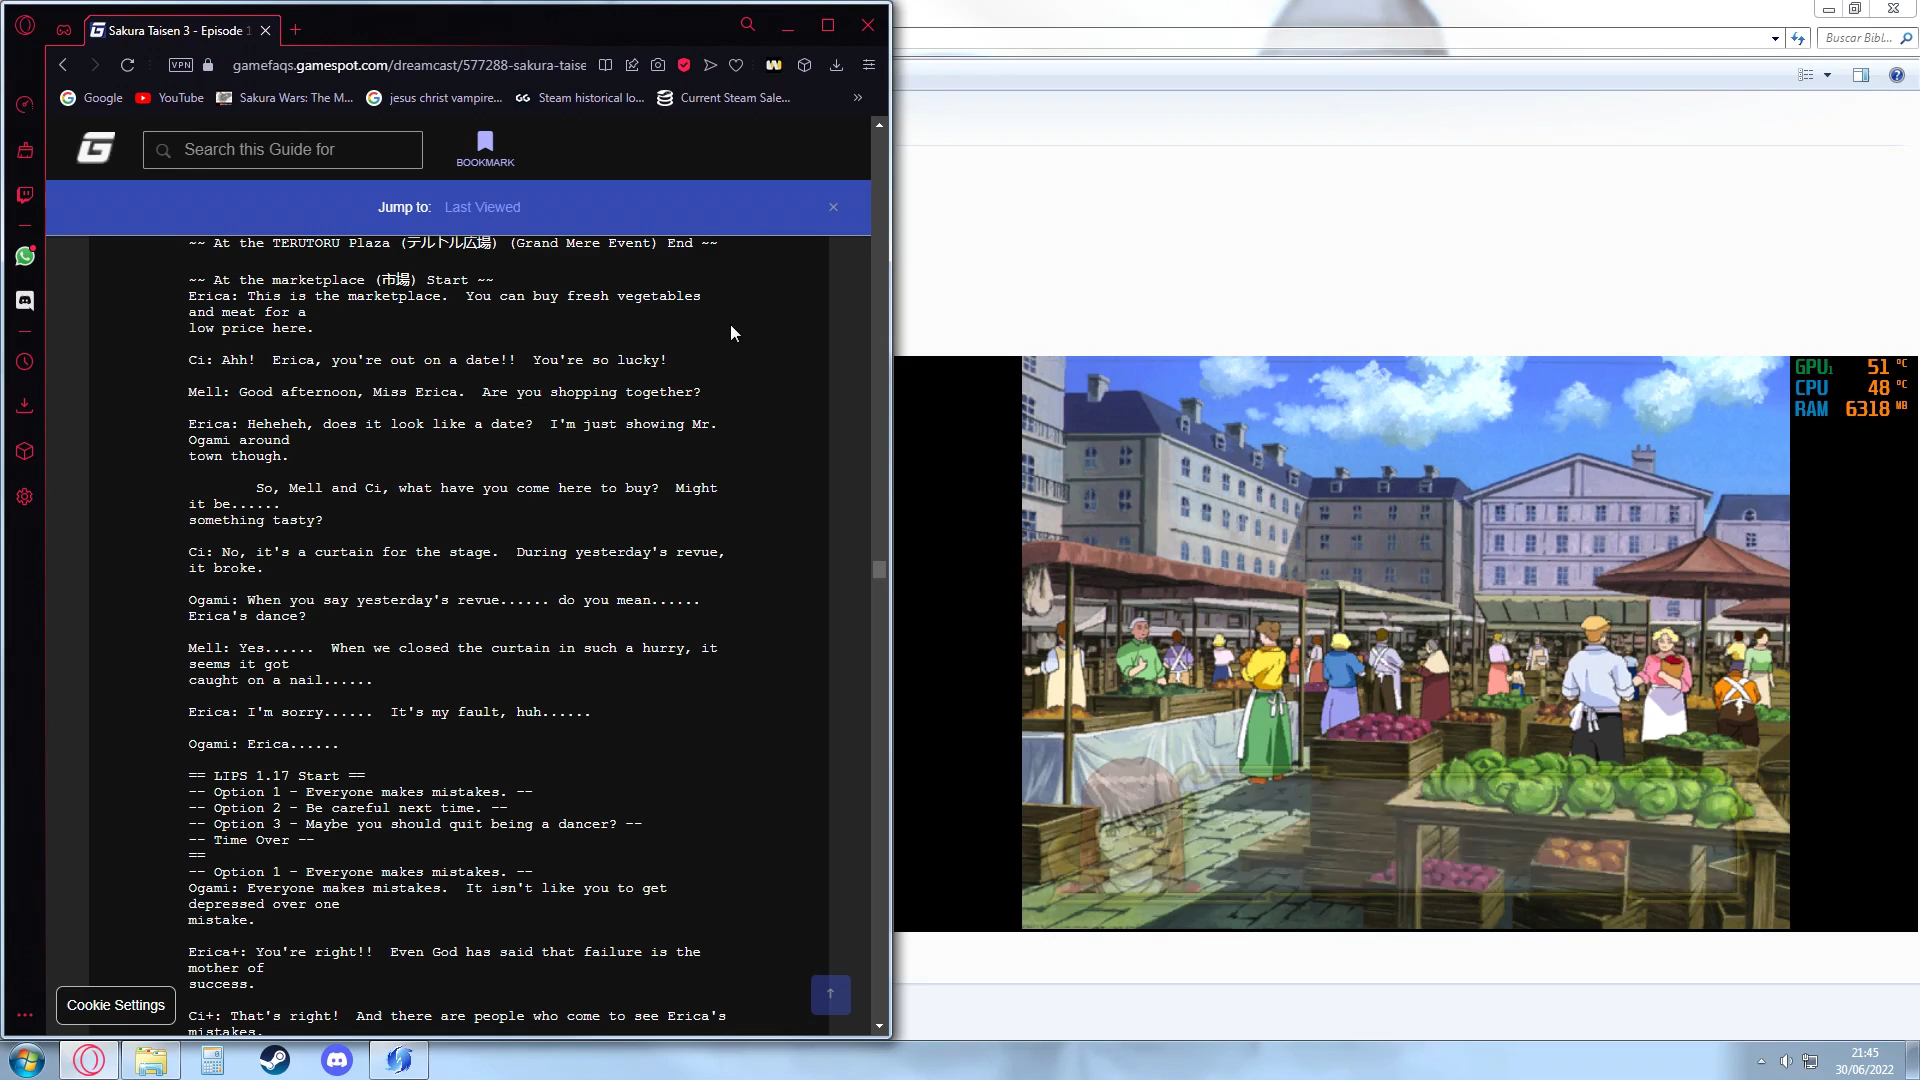 Sakura Taisen 3 - Episode 1
Buscar Bibl...
VPN
gamefaqs.gamespot.com/dreamcast/577288-sakura-taise
Google
YouTube
Sakura Wars: The M...
jesus christ vampire...
GG
Steam historical lo...
Current Steam Sale...
Search this Guide for
BOOKMARK
Jump to: Last Viewed
~~ At the TERUTORU Plaza (テルトル広場) (Grand Mere Event) End ~~
~~ At the marketplace (市場) Start ~~
Erica: This is the marketplace.  You can buy fresh vegetables
and meat for a
low price here.
Ci: Ahh!  Erica, you're out on a date!!  You're so lucky!
Mell: Good afternoon, Miss Erica.  Are you shopping together?
Erica: Heheheh, does it look like a date?  I'm just showing Mr.
Ogami around
town though.
So, Mell and Ci, what have you come here to buy?  Might
it be......
something tasty?
Ci: No, it's a curtain for the stage.  During yesterday's revue,
it broke.
Ogami: When you say yesterday's revue...... do you mean......
Erica's dance?
Mell: Yes......  When we closed the curtain in such a hurry, it
seems it got
caught on a nail......
Erica: I'm sorry......  It's my fault, huh......
Ogami: Erica......
== LIPS 1.17 Start ==
-- Option 1 - Everyone makes mistakes. --
-- Option 2 - Be careful next time. --
-- Option 3 - Maybe you should quit being a dancer? --
-- Time Over --
==
-- Option 1 - Everyone makes mistakes. --
Ogami: Everyone makes mistakes.  It isn't like you to get
depressed over one
mistake.
Erica+: You're right!!  Even God has said that failure is the
mother of
success.
Ci+: That's right!  And there are people who come to see Erica's
mistakes.
Cookie Settings
GPU1 51 °C
CPU 48 °C
RAM 6318 MB
21:45
30/06/2022